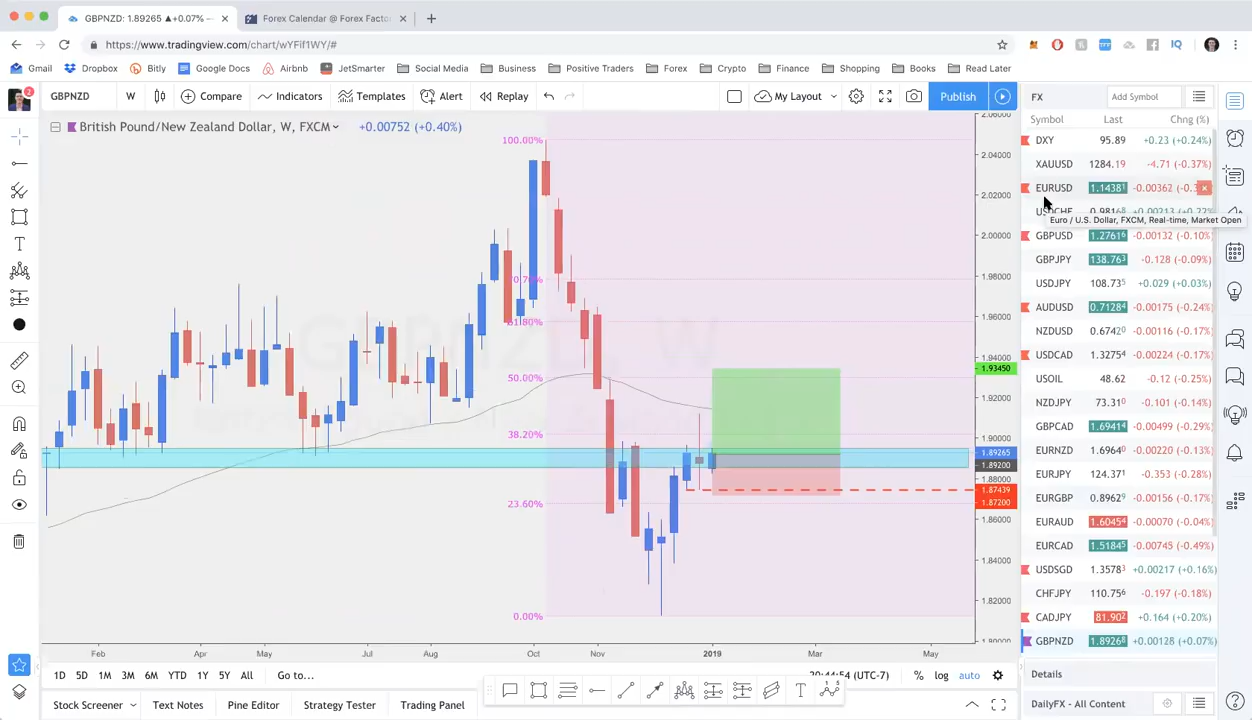 GBPNZD: 1.89265 ▲+0.07%
Forex Calendar @ Forex Facto
https://www.tradingview.com/chart/wYFif1WY/#
Gmail Dropbox Bitly Google Docs Airbnb JetSmarter Social Media Business Positive Traders Forex Crypto Finance Shopping Books Read Later
GBPNZD W Compare Indicators Templates Alert Replay My Layout Publish
FX Add Symbol
British Pound/New Zealand Dollar, W, FXCM +0.00752 (+0.40%)
Symbol Last Chng (%)
DXY 95.89 +0.23 (+0.24%)
XAUUSD 1284.19 -4.71 (-0.37%)
EURUSD 1.1438¹ -0.00362
Euro / U.S. Dollar, FXCM, Real-time, Market Open
GBPUSD 1.2761⁶ -0.00132 (-0.10%)
GBPJPY 138.76³ -0.128 (-0.09%)
USDJPY 108.73⁵ +0.029 (+0.03%)
AUDUSD 0.7128⁴ -0.00175 (-0.24%)
NZDUSD 0.6742⁰ -0.00116 (-0.17%)
USDCAD 1.3275⁴ -0.00224 (-0.17%)
USOIL 48.62 -0.12 (-0.25%)
NZDJPY 73.31⁰ -0.101 (-0.14%)
GBPCAD 1.6941⁴ -0.00499 (-0.29%)
EURNZD 1.6964⁰ -0.00220 (-0.13%)
EURJPY 124.37¹ -0.353 (-0.28%)
EURGBP 0.8962⁹ -0.00156 (-0.17%)
EURAUD 1.6045⁴ -0.00070 (-0.04%)
EURCAD 1.5184⁵ -0.00745 (-0.49%)
USDSGD 1.3578³ +0.00217 (+0.16%)
CHFJPY 110.75⁶ -0.197 (-0.18%)
CADJPY 81.90² +0.164 (+0.20%)
GBPNZD 1.8926⁸ +0.00128 (+0.07%)
Details
DailyFX - All Content
100.00%
61.80%
50.00%
38.20%
23.60%
0.00%
2.04000
2.02000
2.00000
1.98000
1.96000
1.94000
1.93450
1.92000
1.90000
1.89265
1.89200
1.88000
1.87439
1.87200
1.86000
1.84000
1.82000
Feb Apr May Jul Aug Oct Nov 2019 Mar May
1D 5D 1M 3M 6M YTD 1Y 5Y All Go to...
20:44:54 (UTC-7) % log auto
Stock Screener Text Notes Pine Editor Strategy Tester Trading Panel